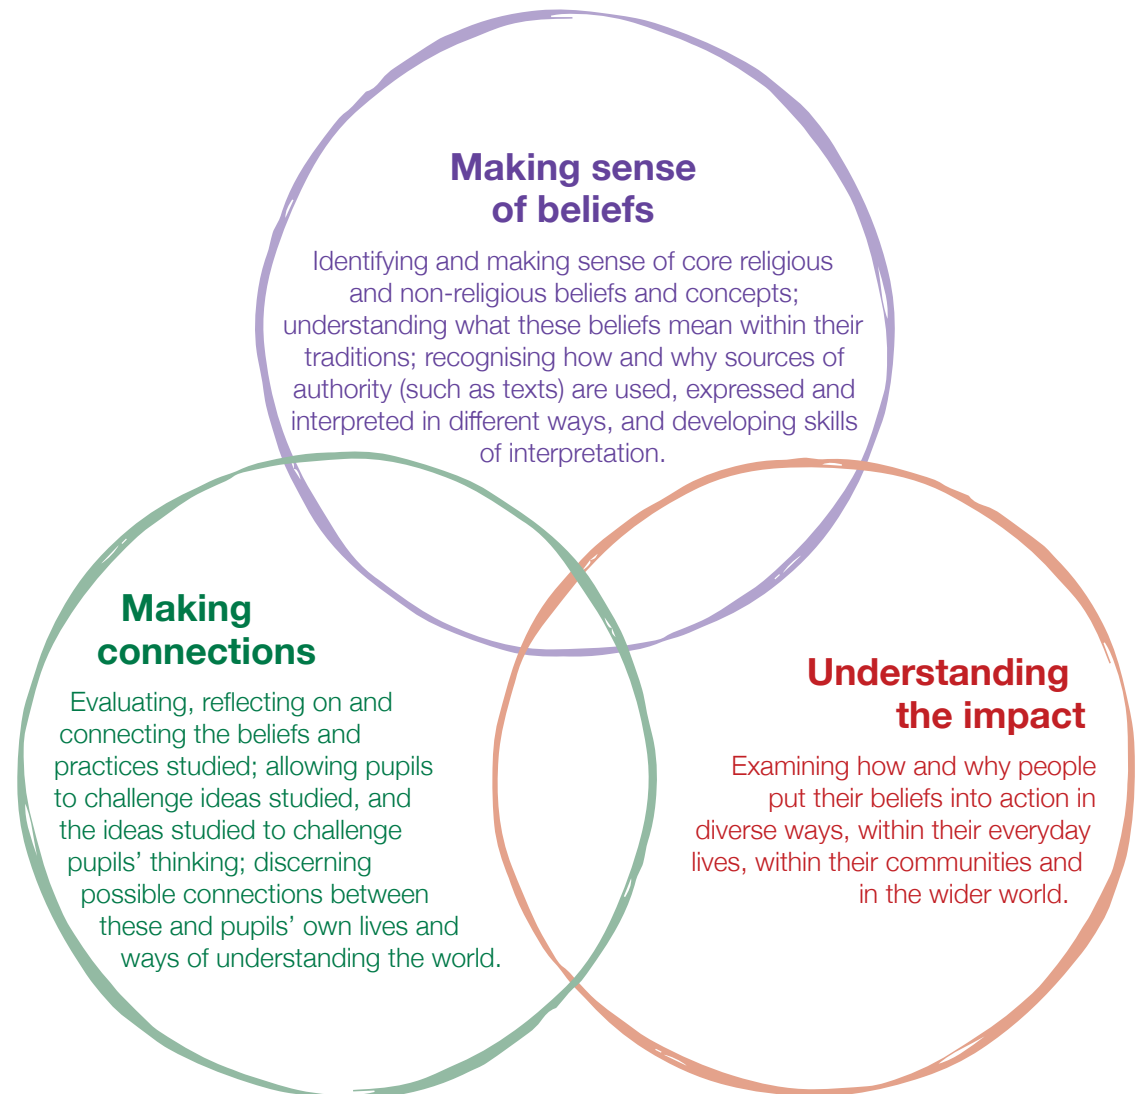 Making sense
of beliefs
Identifying and making sense of core religious
and non-religious beliefs and concepts;
understanding what these beliefs mean within their
traditions; recognising how and why sources of
authority (such as texts) are used, expressed and
interpreted in different ways, and developing skills
of interpretation.
Making
connections
Evaluating, reflecting on and
connecting the beliefs and
practices studied; allowing pupils
to challenge ideas studied, and
the ideas studied to challenge
pupils’ thinking; discerning
possible connections between
these and pupils’ own lives and
ways of understanding the world.
Understanding
the impact
Examining how and why people
put their beliefs into action in
diverse ways, within their everyday
lives, within their communities and
in the wider world.